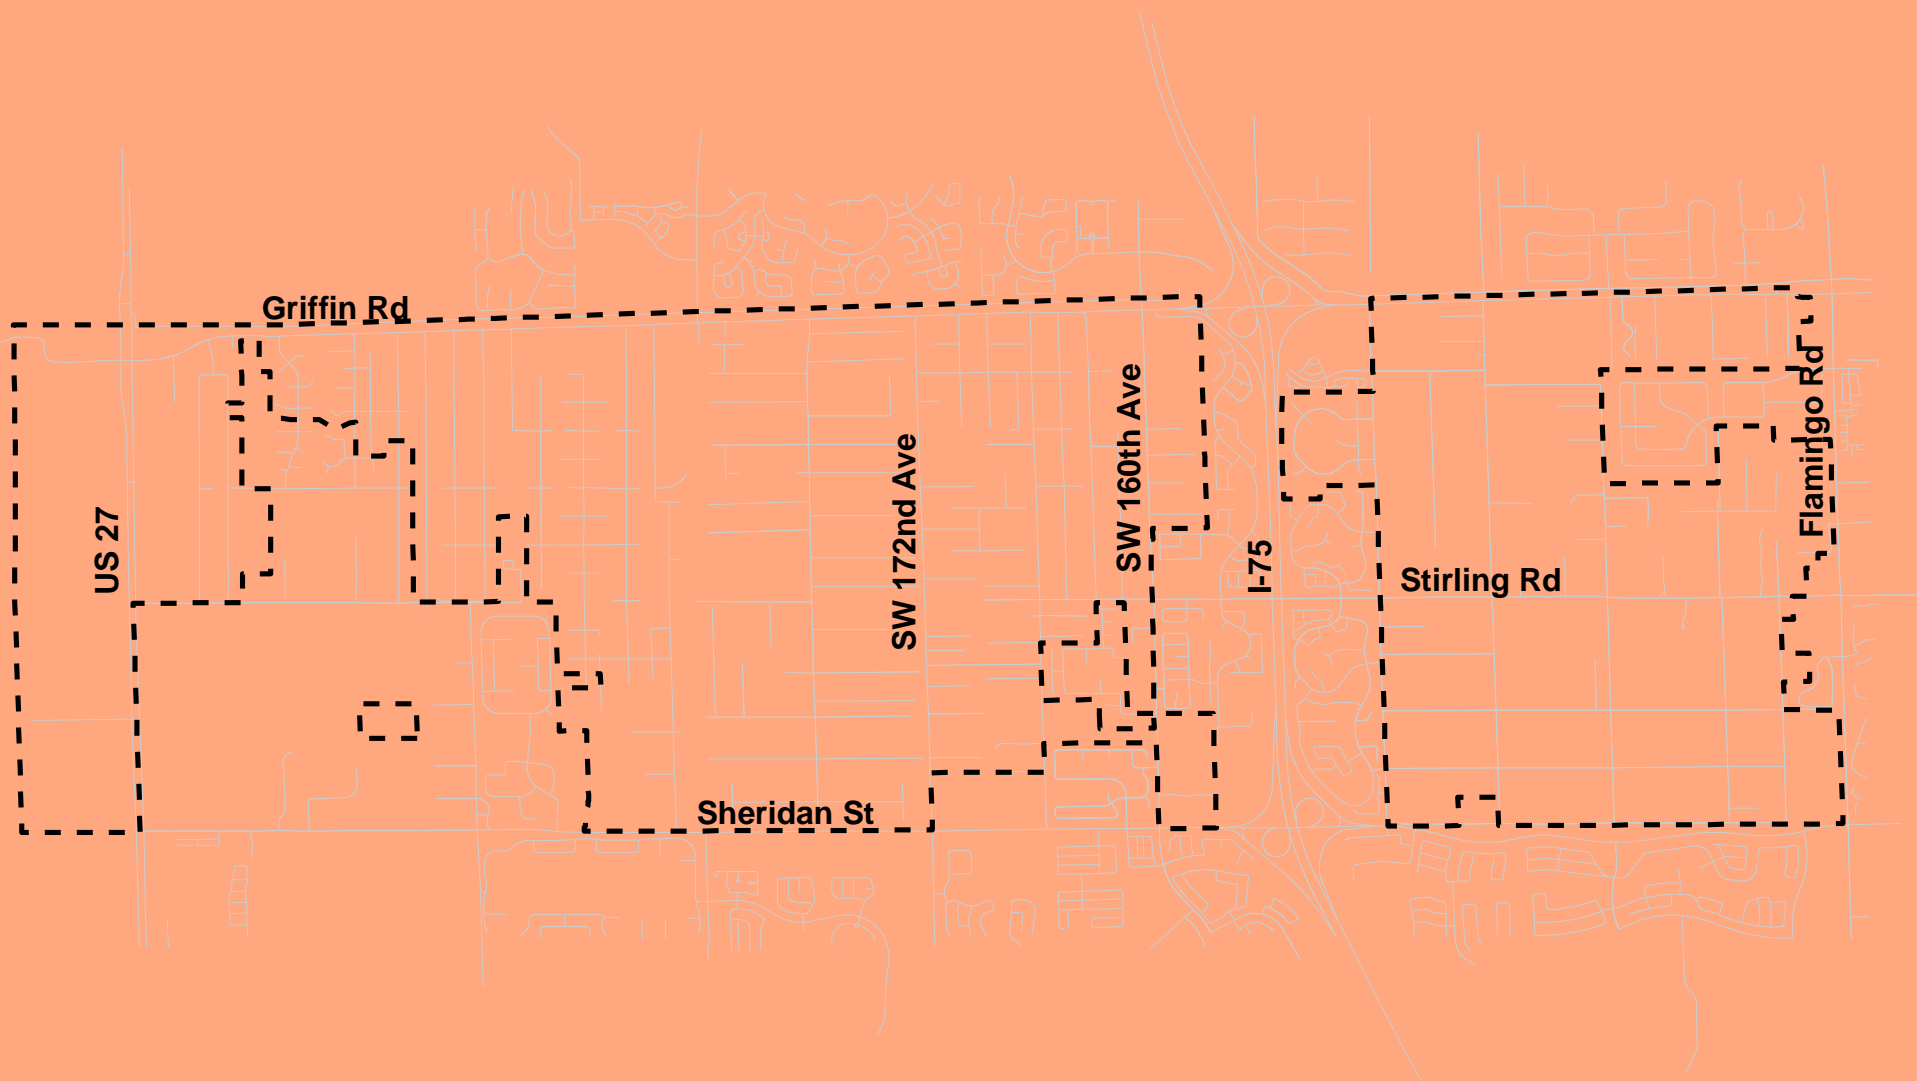 Griffin Rd
US 27
SW 172nd Ave
SW 160th Ave
I-75
Stirling Rd
Flamingo Rd
Sheridan St